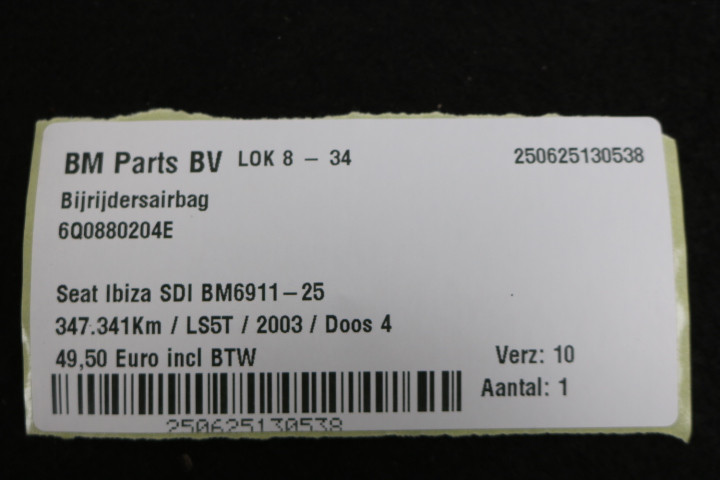 BM Parts BV LOK 8 – 34 250625130538
Bijrijdersairbag
6Q0880204E
Seat Ibiza SDI BM6911–25
347.341Km / LS5T / 2003 / Doos 4
49,50 Euro incl BTW Verz: 10
Aantal: 1
250625130538